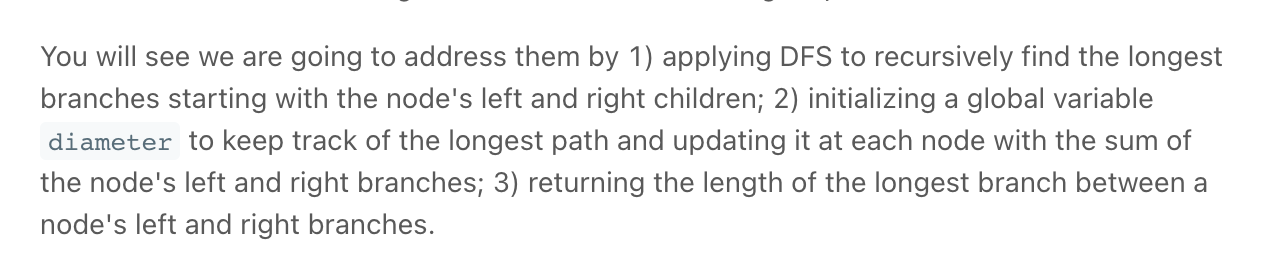 You will see we are going to address them by 1) applying DFS to recursively find the longest
branches starting with the node's left and right children; 2) initializing a global variable
diameter to keep track of the longest path and updating it at each node with the sum of
the node's left and right branches; 3) returning the length of the longest branch between a
node's left and right branches.